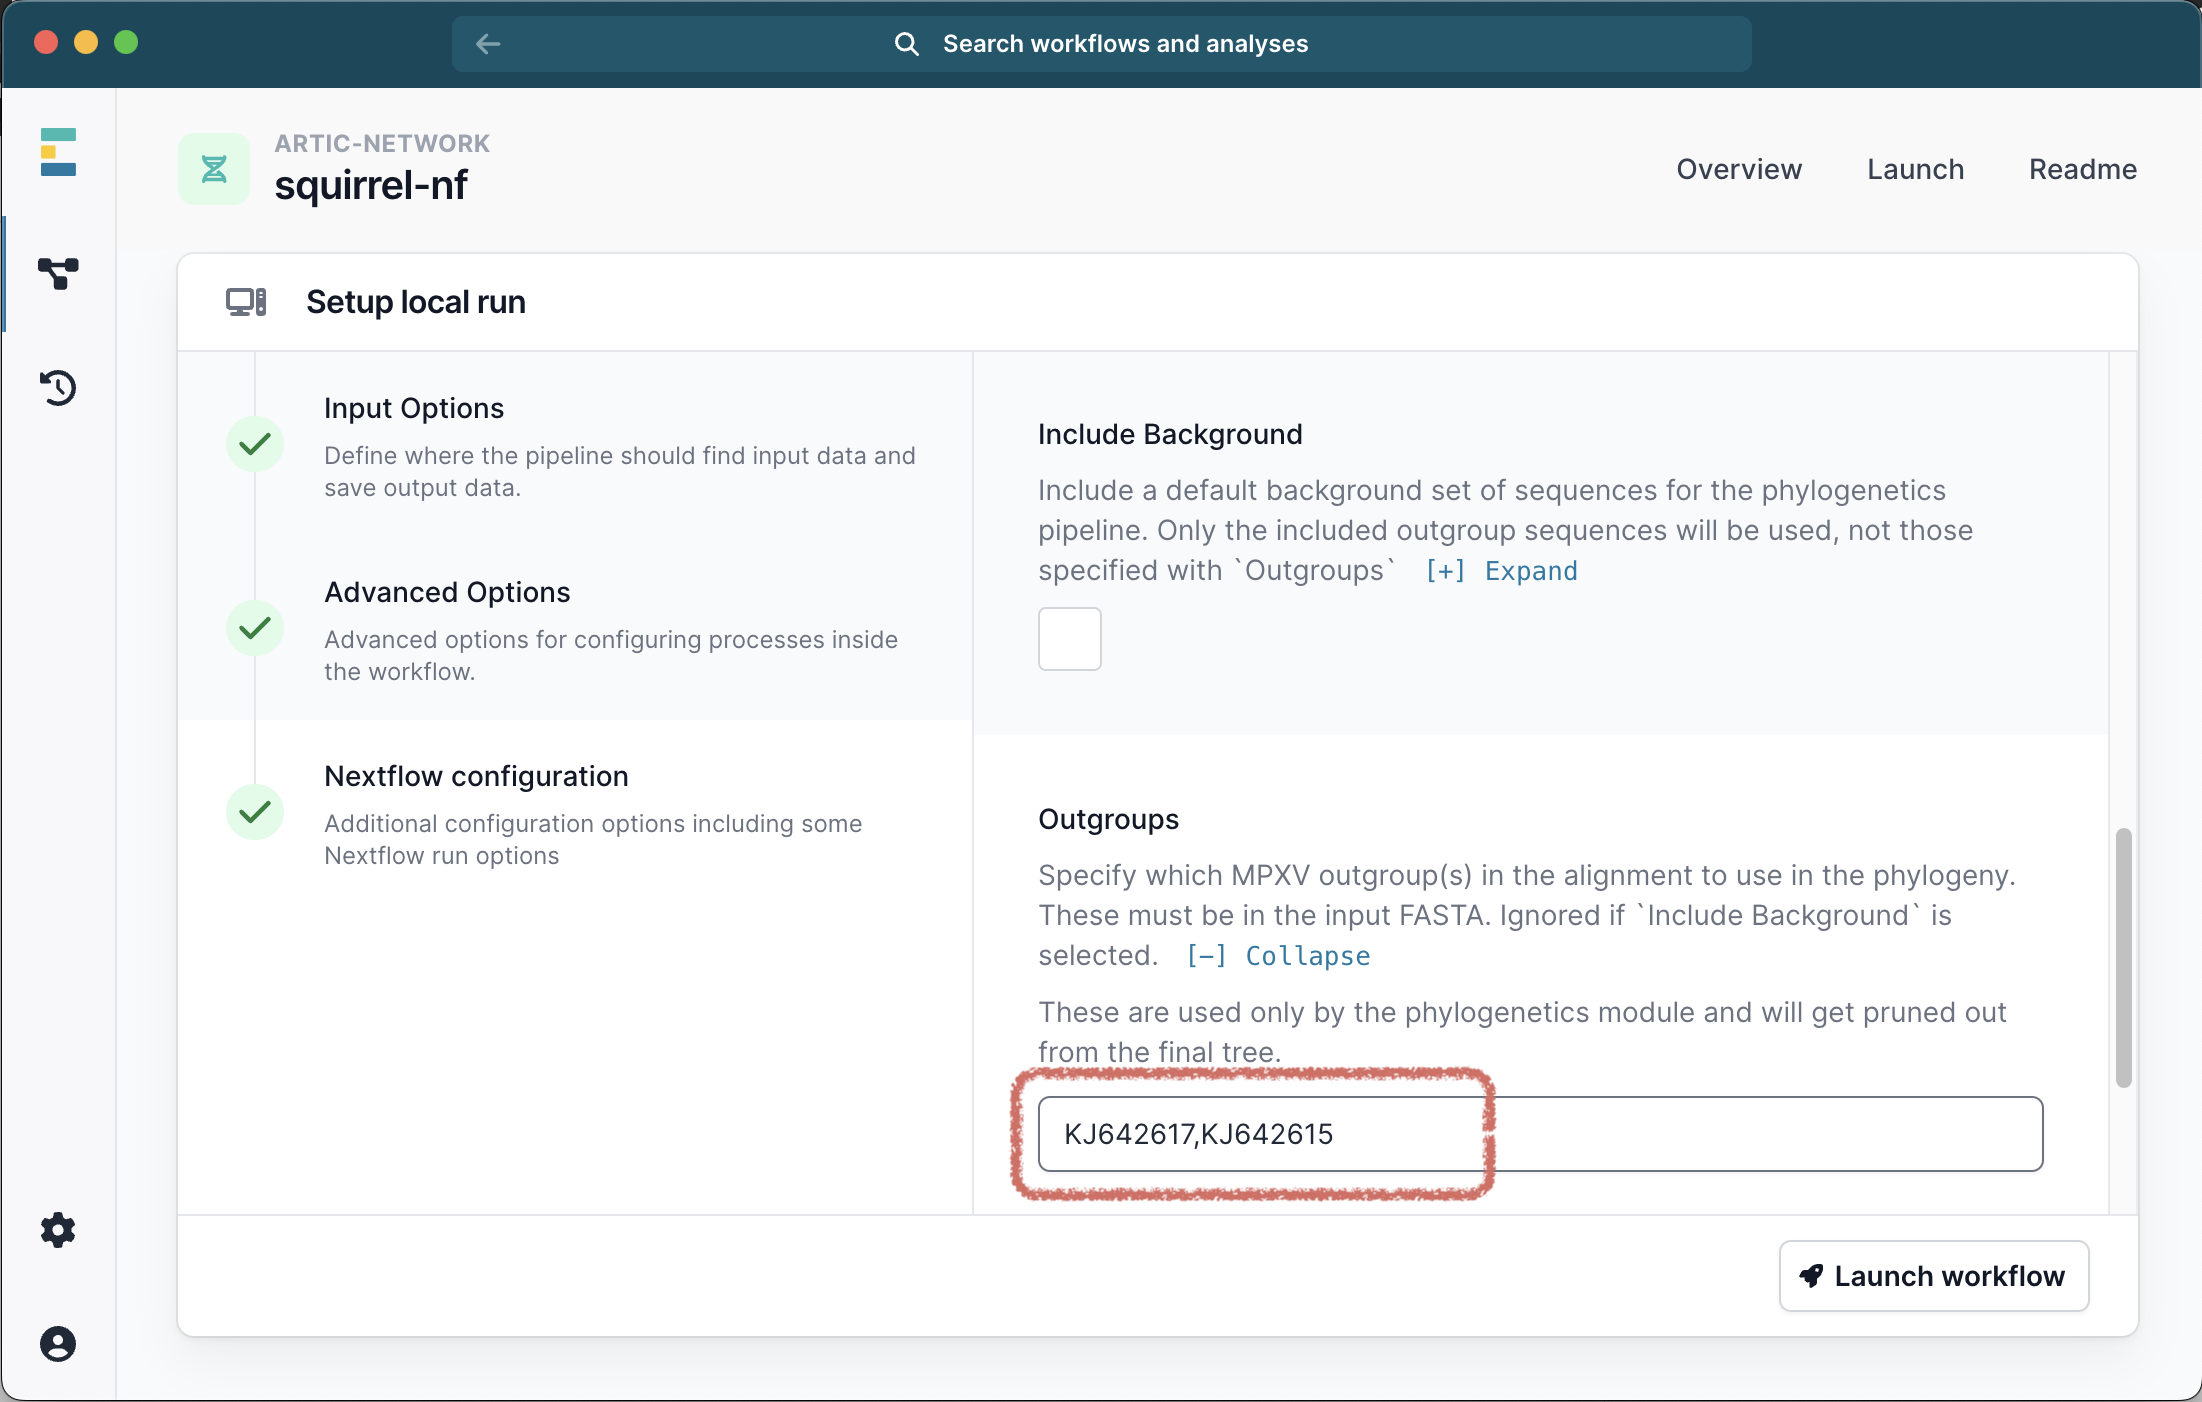 Search workflows and analyses
ARTIC-NETWORK
squirrel-nf
Overview
Launch
Readme
Setup local run
Input Options
Define where the pipeline should find input data and
save output data.
Advanced Options
Advanced options for configuring processes inside
the workflow.
Nextflow configuration
Additional configuration options including some
Nextflow run options
Include Background
Include a default background set of sequences for the phylogenetics
pipeline. Only the included outgroup sequences will be used, not those
specified with `Outgroups` [+] Expand
Outgroups
Specify which MPXV outgroup(s) in the alignment to use in the phylogeny.
These must be in the input FASTA. Ignored if `Include Background` is
selected. [−] Collapse
These are used only by the phylogenetics module and will get pruned out
from the final tree.
KJ642617,KJ642615
Launch workflow